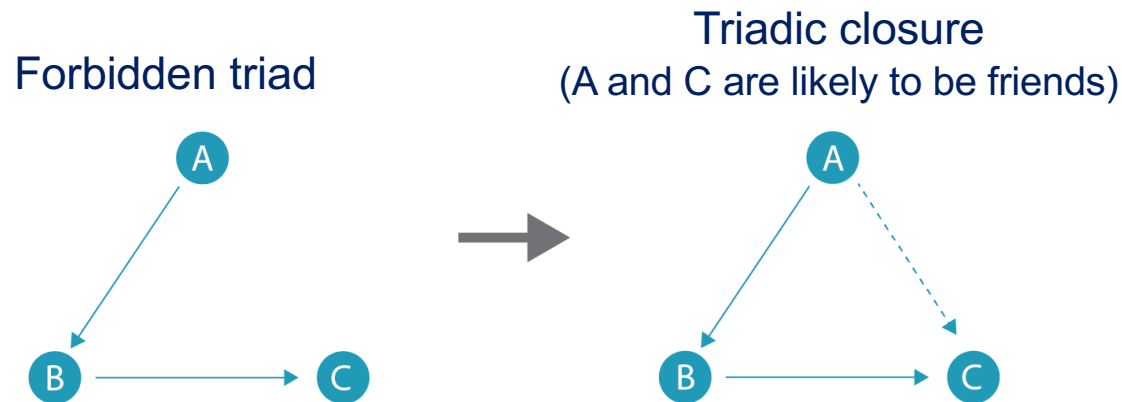 Forbidden triad
Triadic closure
(A and C are likely to be friends)
A
B
C
A
B
C